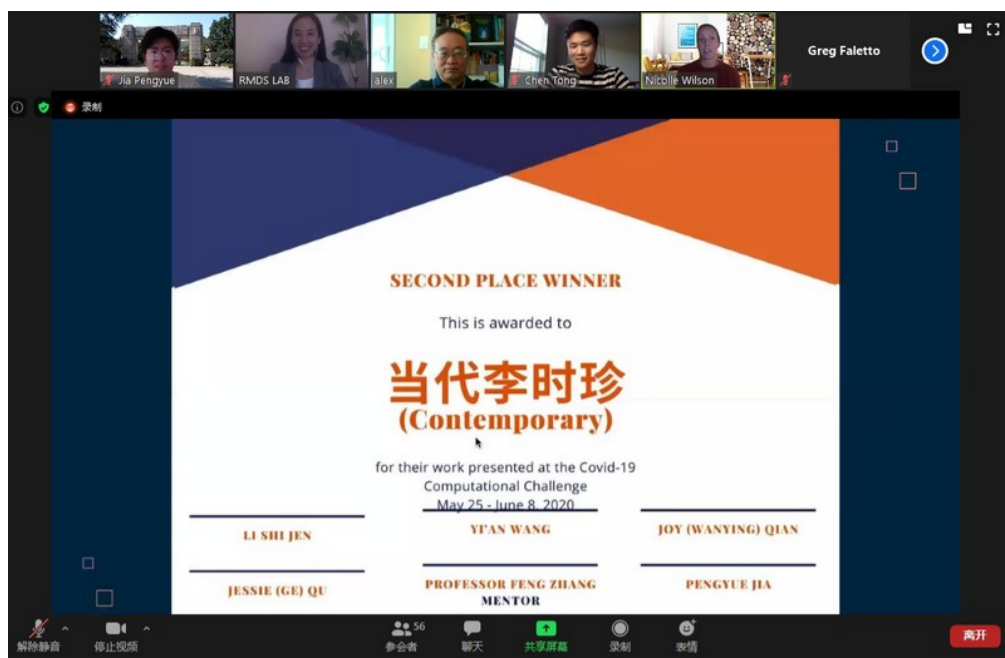 Jia Pengyue
RMDS LAB
alex
Chen Tong
Nicolle Wilson
Greg Faletto
录制
SECOND PLACE WINNER
This is awarded to
当代李时珍
(Contemporary)
for their work presented at the Covid-19
Computational Challenge
May 25 - June 8, 2020
LI SHI JEN
YI'AN WANG
JOY (WANYING) QIAN
JESSIE (GE) QU
PROFESSOR FENG ZHANG
MENTOR
PENGYUE JIA
解除静音
停止视频
56
参会者
聊天
共享屏幕
录制
表情
离开